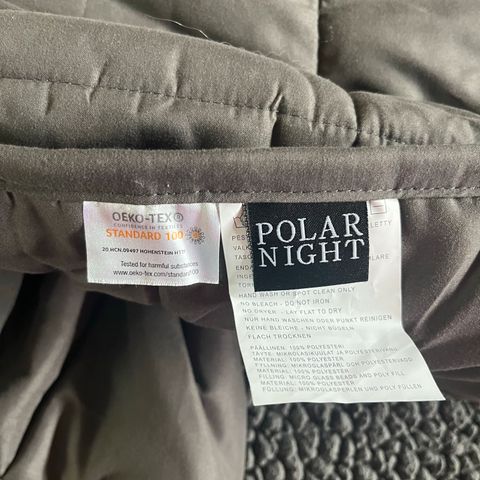 OEKO-TEX®
CONFIDENCE IN TEXTILES
STANDARD 100
20.HCN.09497 HOHENSTEIN HTTI
Tested for harmful substances
www.oeko-tex.com/standard100
POLAR
NIGHT
HAND WASH OR SPOT CLEAN ONLY
NO BLEACH - DO NOT IRON
NO DRYER - LAY FLAT TO DRY
NUR HAND WASCHEN ODER PUNKT REINIGEN
KEINE BLEICHE - NICHT BÜGELN
FLACH TROCKNEN
PÄÄLLINEN: 100% POLYESTERI
TÄYTE: MIKROLASIKUULAT JA POLYESTERIVANU
MATERIAL: 100% POLYESTER
FYLLNING: MIKROGLASPÄRL OCH POLYESTERVADD
MATERIAL: 100% POLYESTER
FILLING: MICRO GLASS BEADS AND POLY FILL
MATERIAL: 100% POLYESTER
FÜLLUNG: MIKROGLASPERLEN UND POLY FÜLLEN